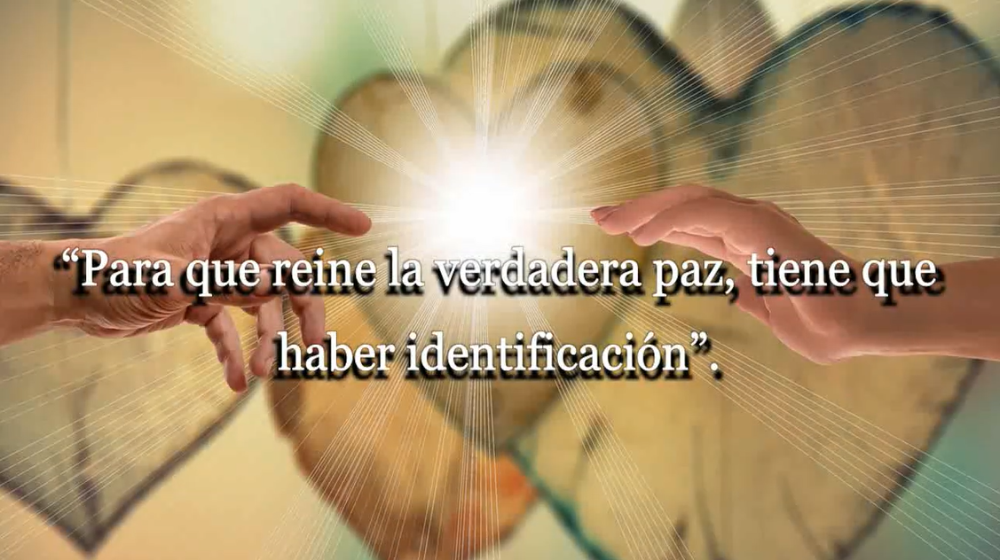 “Para que reine la verdadera paz, tiene que
haber identificación”.